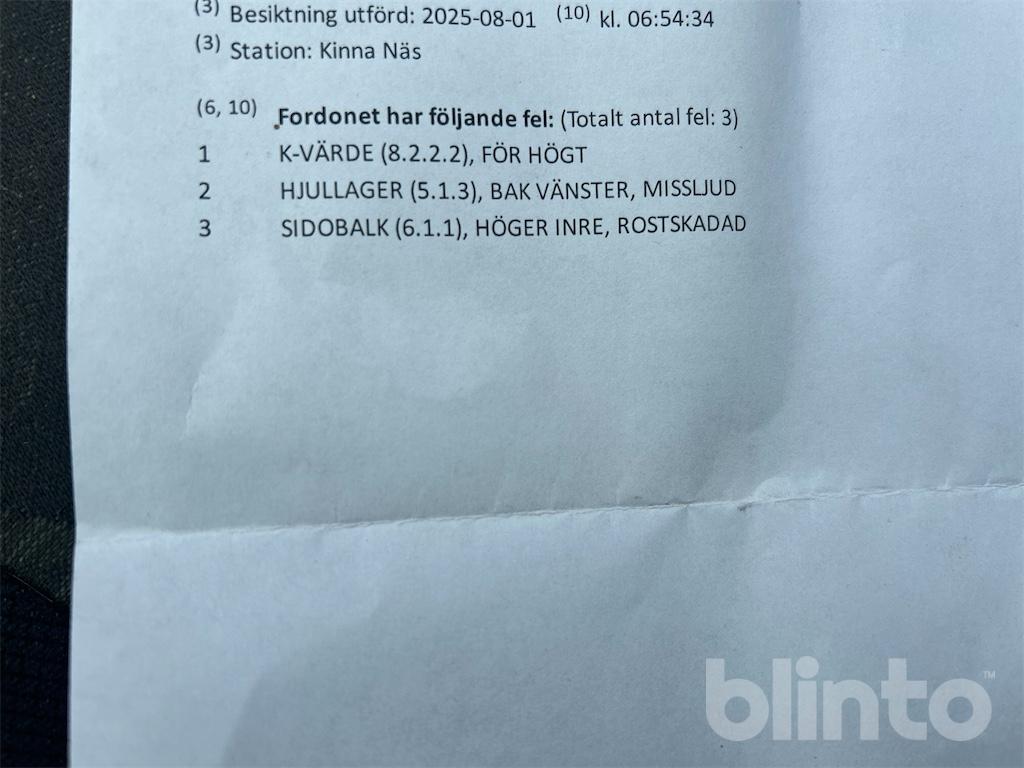 (3) Besiktning utförd: 2025-08-01 (10) kl. 06:54:34
(3) Station: Kinna Näs
(6, 10) Fordonet har följande fel: (Totalt antal fel: 3)
1 K-VÄRDE (8.2.2.2), FÖR HÖGT
2 HJULLAGER (5.1.3), BAK VÄNSTER, MISSLJUD
3 SIDOBALK (6.1.1), HÖGER INRE, ROSTSKADAD
blinto™